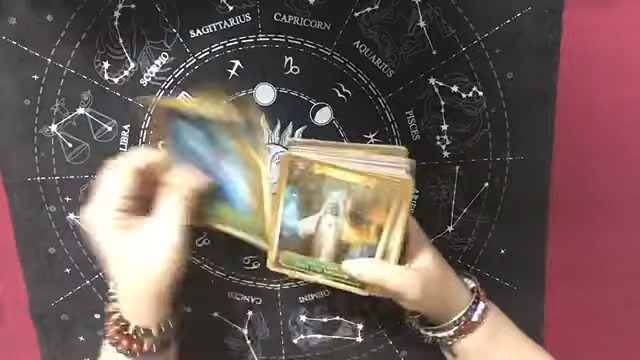 SAGITTARIUS
CAPRICORN
SCORPIO
AQUARIUS
LIBRA
PISCES
CANCER
GEMINI